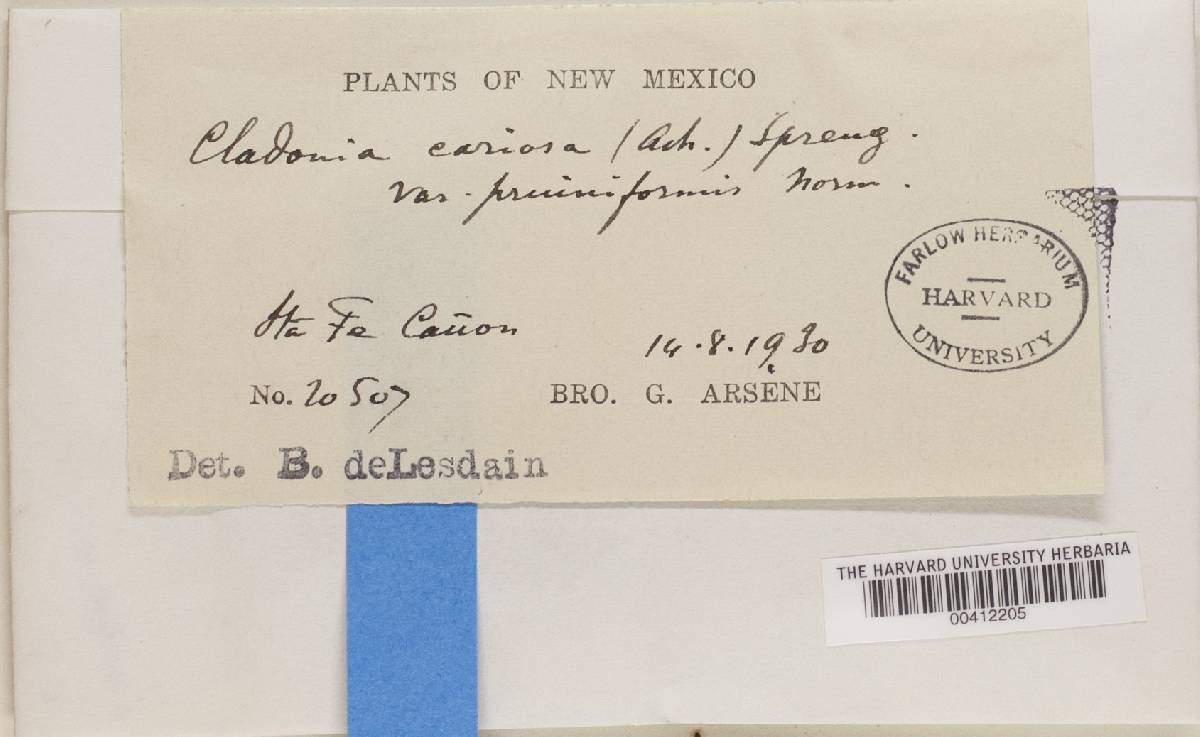 PLANTS OF NEW MEXICO
Cladonia cariosa (Ach.) Spreng.
var. pruiniformis Norm.
Sta Fe Cañon
14.8.1930
No. 20507 BRO. G. ARSÈNE
Det. B. deLesdain
FARLOW HERBARIUM
HARVARD
UNIVERSITY
THE HARVARD UNIVERSITY HERBARIA
00412205